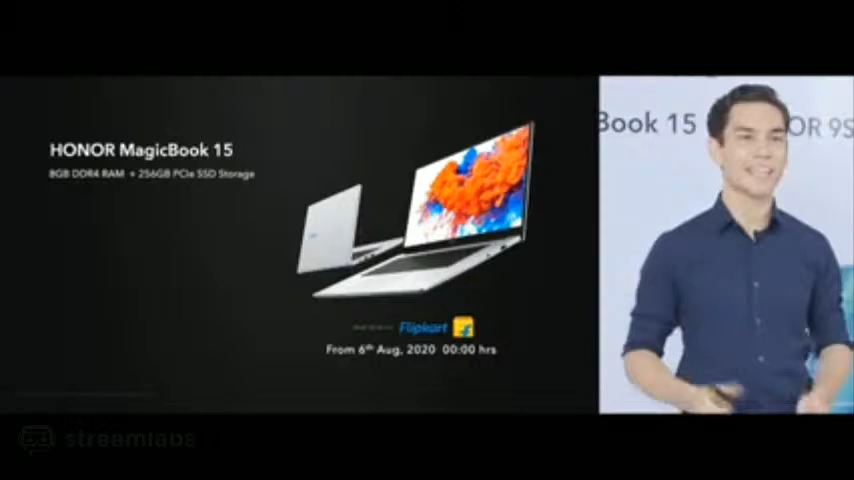 HONOR MagicBook 15
8GB DDR4 RAM + 256GB PCIe SSD Storage
Flipkart
From 6th Aug, 2020 00:00 hrs
Book 15
OR 9S
streamlabs